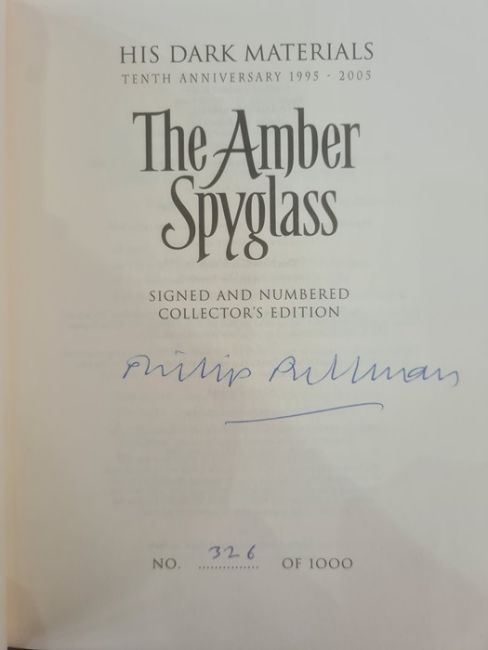 HIS DARK MATERIALS
TENTH ANNIVERSARY 1995 - 2005
The Amber
Spyglass
SIGNED AND NUMBERED
COLLECTOR'S EDITION
Philip Pullman
NO. 326 OF 1000